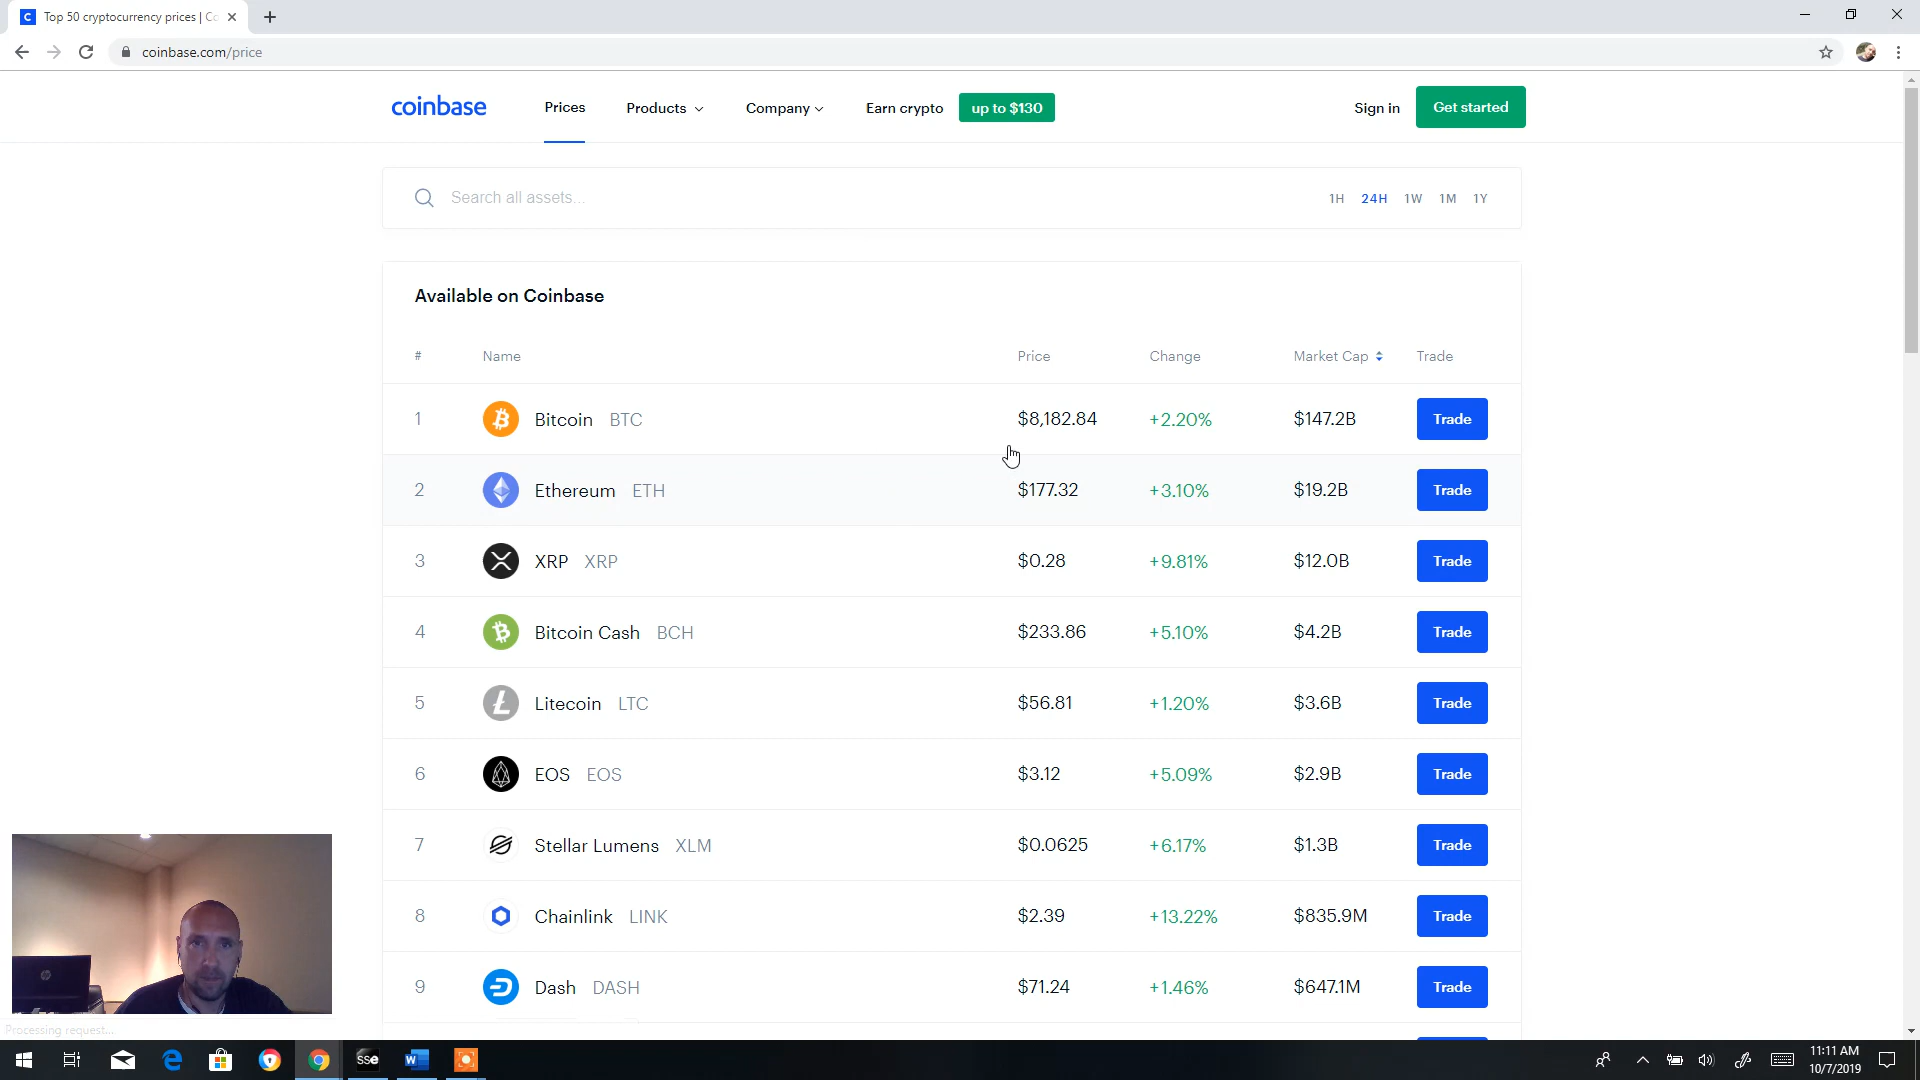 Top 50 cryptocurrency prices | Co
coinbase.com/price
coinbase Prices Products Company Earn crypto up to $130 Sign in Get started
Search all assets... 1H 24H 1W 1M 1Y
Available on Coinbase
# Name Price Change Market Cap Trade
1 Bitcoin BTC $8,182.84 +2.20% $147.2B Trade
2 Ethereum ETH $177.32 +3.10% $19.2B Trade
3 XRP XRP $0.28 +9.81% $12.0B Trade
4 Bitcoin Cash BCH $233.86 +5.10% $4.2B Trade
5 Litecoin LTC $56.81 +1.20% $3.6B Trade
6 EOS EOS $3.12 +5.09% $2.9B Trade
7 Stellar Lumens XLM $0.0625 +6.17% $1.3B Trade
8 Chainlink LINK $2.39 +13.22% $835.9M Trade
9 Dash DASH $71.24 +1.46% $647.1M Trade
Processing request...
sse
11:11 AM
10/7/2019